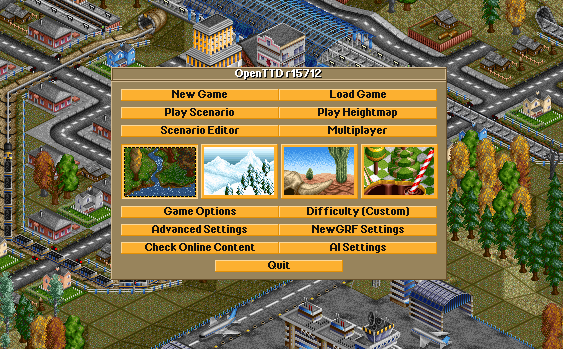 OpenTTD r15712
New Game Load Game
Play Scenario Play Heightmap
Scenario Editor Multiplayer
Game Options Difficulty (Custom)
Advanced Settings NewGRF Settings
Check Online Content AI Settings
Quit